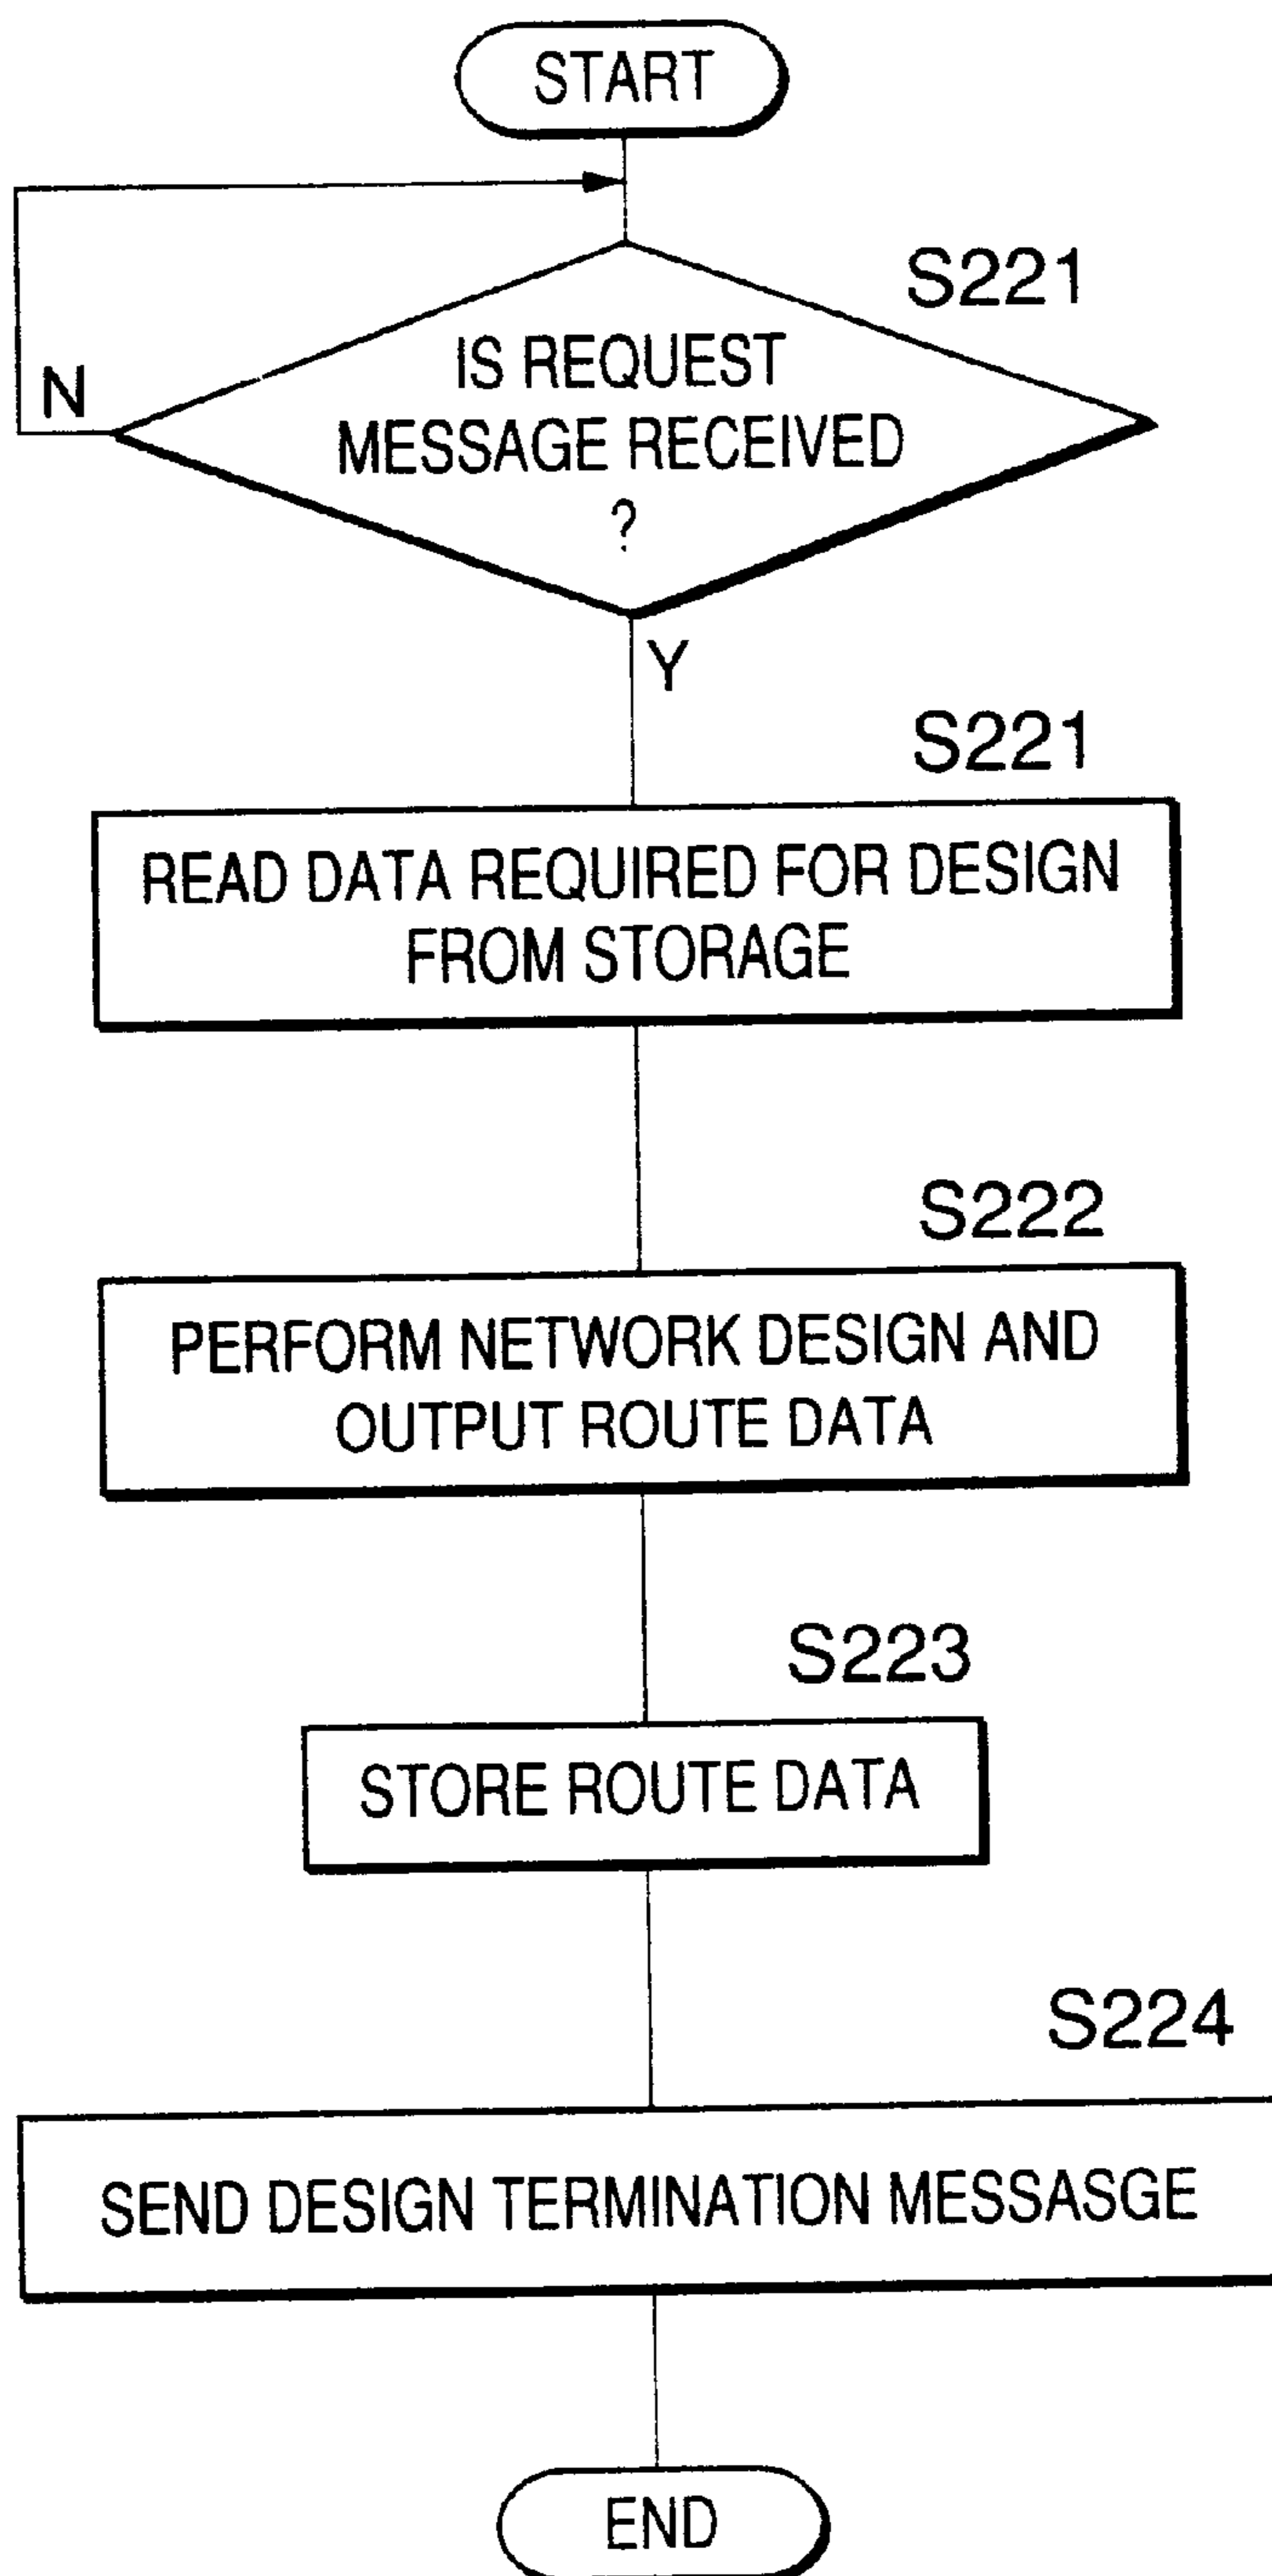 START
S221
IS REQUEST
MESSAGE RECEIVED
?
N
Y
S221
READ DATA REQUIRED FOR DESIGN
FROM STORAGE
S222
PERFORM NETWORK DESIGN AND
OUTPUT ROUTE DATA
S223
STORE ROUTE DATA
S224
SEND DESIGN TERMINATION MESSASGE
END